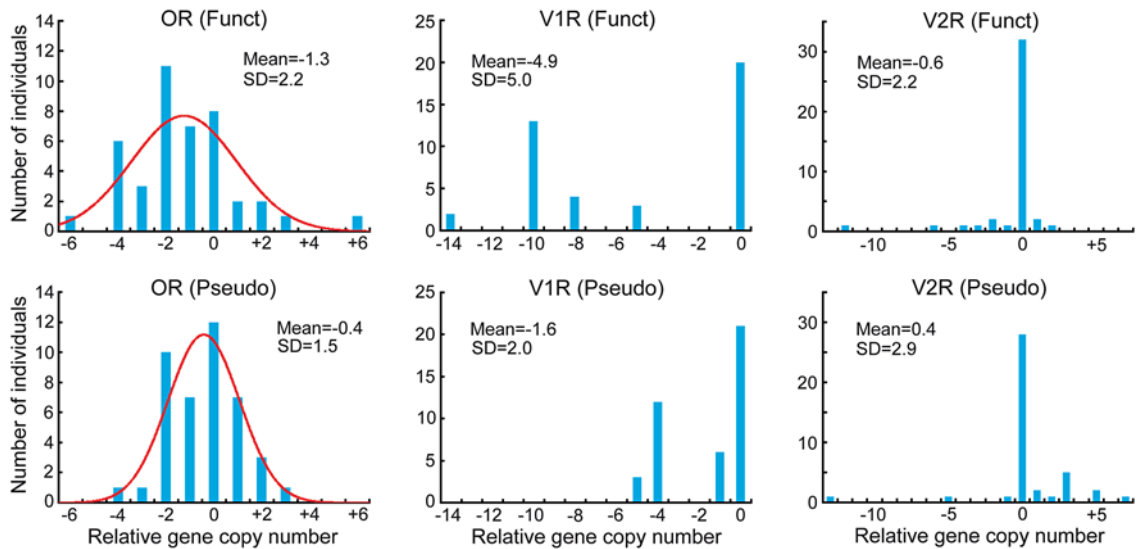 OR (Funct)
Mean=-1.3
SD=2.2
Number of individuals
14
12
10
8
6
4
2
0
-6 -4 -2 0 +2 +4 +6
V1R (Funct)
Mean=-4.9
SD=5.0
25
20
15
10
5
0
-14 -12 -10 -8 -6 -4 -2 0
V2R (Funct)
Mean=-0.6
SD=2.2
30
20
10
0
-10 -5 0 +5
OR (Pseudo)
Mean=-0.4
SD=1.5
Number of individuals
14
12
10
8
6
4
2
0
-6 -4 -2 0 +2 +4 +6
Relative gene copy number
V1R (Pseudo)
Mean=-1.6
SD=2.0
25
20
15
10
5
0
-14 -12 -10 -8 -6 -4 -2 0
Relative gene copy number
V2R (Pseudo)
Mean=0.4
SD=2.9
30
20
10
0
-10 -5 0 +5
Relative gene copy number